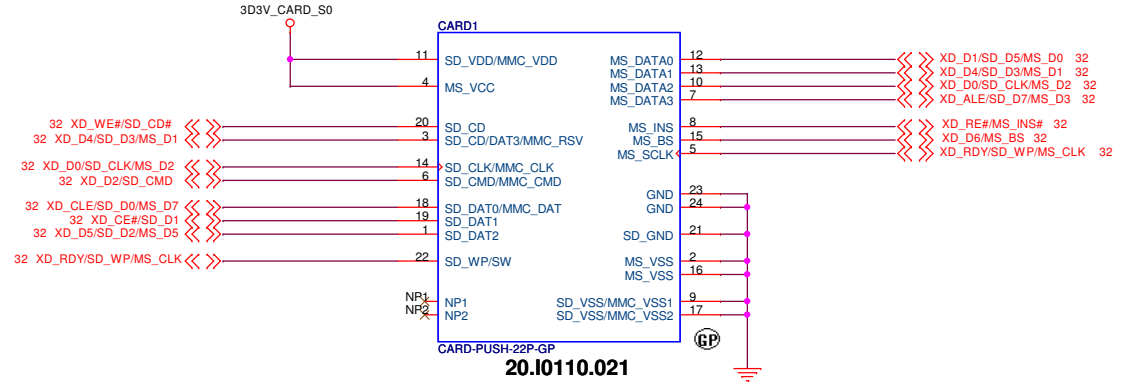 3D3V_CARD_S0
CARD1
11 SD_VDD/MMC_VDD
4 MS_VCC
32 XD_WE#/SD_CD# 20 SD_CD
32 XD_D4/SD_D3/MS_D1 3 SD_CD/DAT3/MMC_RSV
32 XD_D0/SD_CLK/MS_D2 14 SD_CLK/MMC_CLK
32 XD_D2/SD_CMD 6 SD_CMD/MMC_CMD
32 XD_CLE/SD_D0/MS_D7 18 SD_DAT0/MMC_DAT
32 XD_CE#/SD_D1 19 SD_DAT1
32 XD_D5/SD_D2/MS_D5 1 SD_DAT2
32 XD_RDY/SD_WP/MS_CLK 22 SD_WP/SW
NP1 NP1
NP2 NP2
MS_DATA0 12 XD_D1/SD_D5/MS_D0 32
MS_DATA1 13 XD_D4/SD_D3/MS_D1 32
MS_DATA2 10 XD_D0/SD_CLK/MS_D2 32
MS_DATA3 7 XD_ALE/SD_D7/MS_D3 32
MS_INS 8 XD_RE#/MS_INS# 32
MS_BS 15 XD_D6/MS_BS 32
MS_SCLK 5 XD_RDY/SD_WP/MS_CLK 32
GND 23
GND 24
SD_GND 21
MS_VSS 2
MS_VSS 16
SD_VSS/MMC_VSS1 9
SD_VSS/MMC_VSS2 17
GP
CARD-PUSH-22P-GP
20.I0110.021